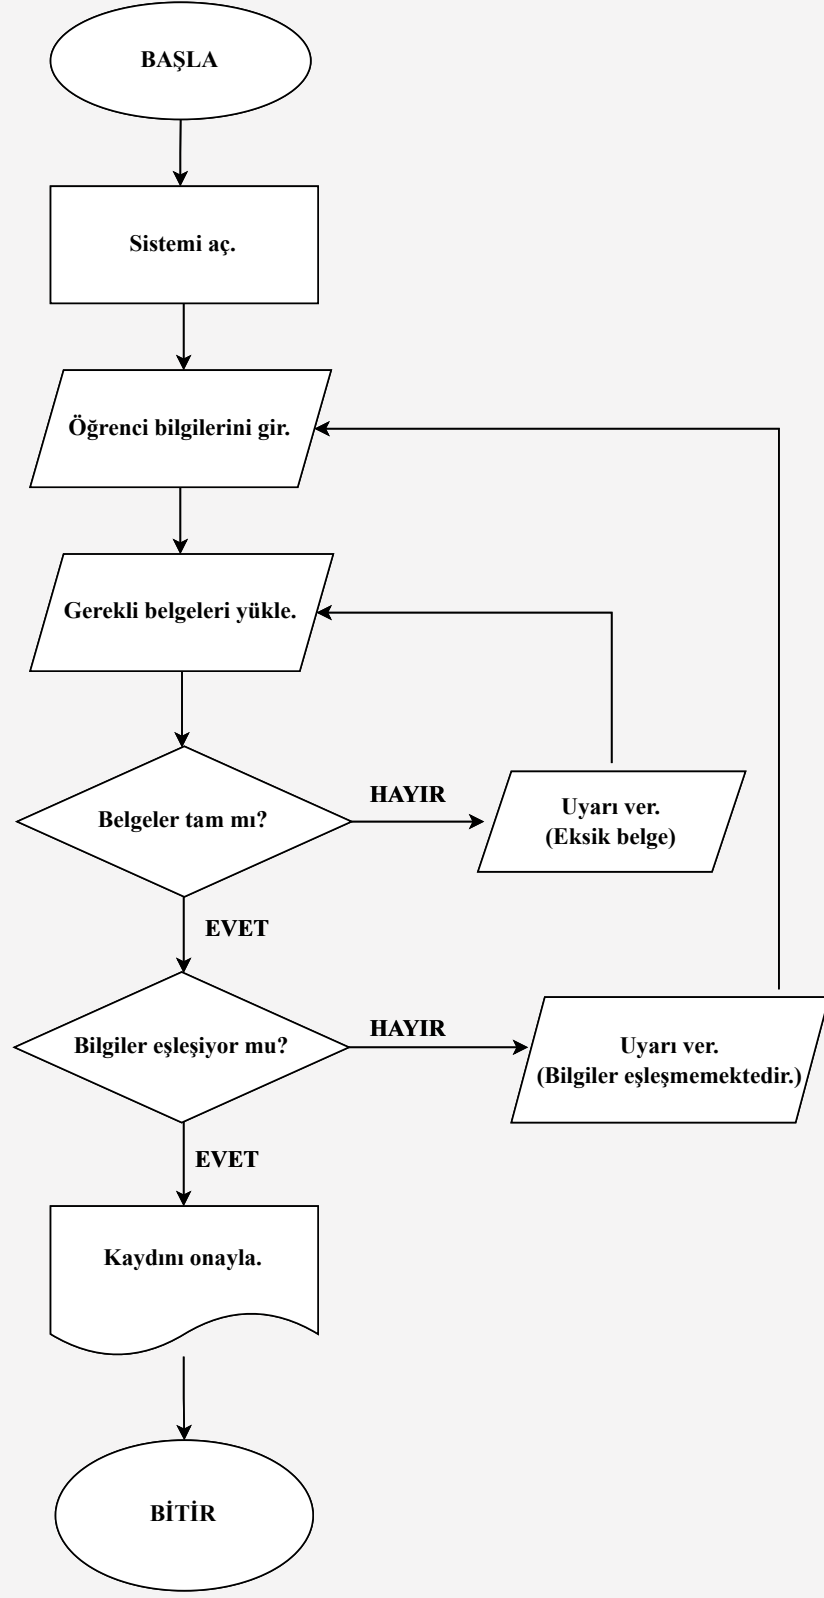 BAŞLA
Sistemi aç.
Öğrenci bilgilerini gir.
Gerekli belgeleri yükle.
Belgeler tam mı?
HAYIR
Uyarı ver.
(Eksik belge)
EVET
Bilgiler eşleşiyor mu?
HAYIR
Uyarı ver.
(Bilgiler eşleşmemektedir.)
EVET
Kaydını onayla.
BİTİR